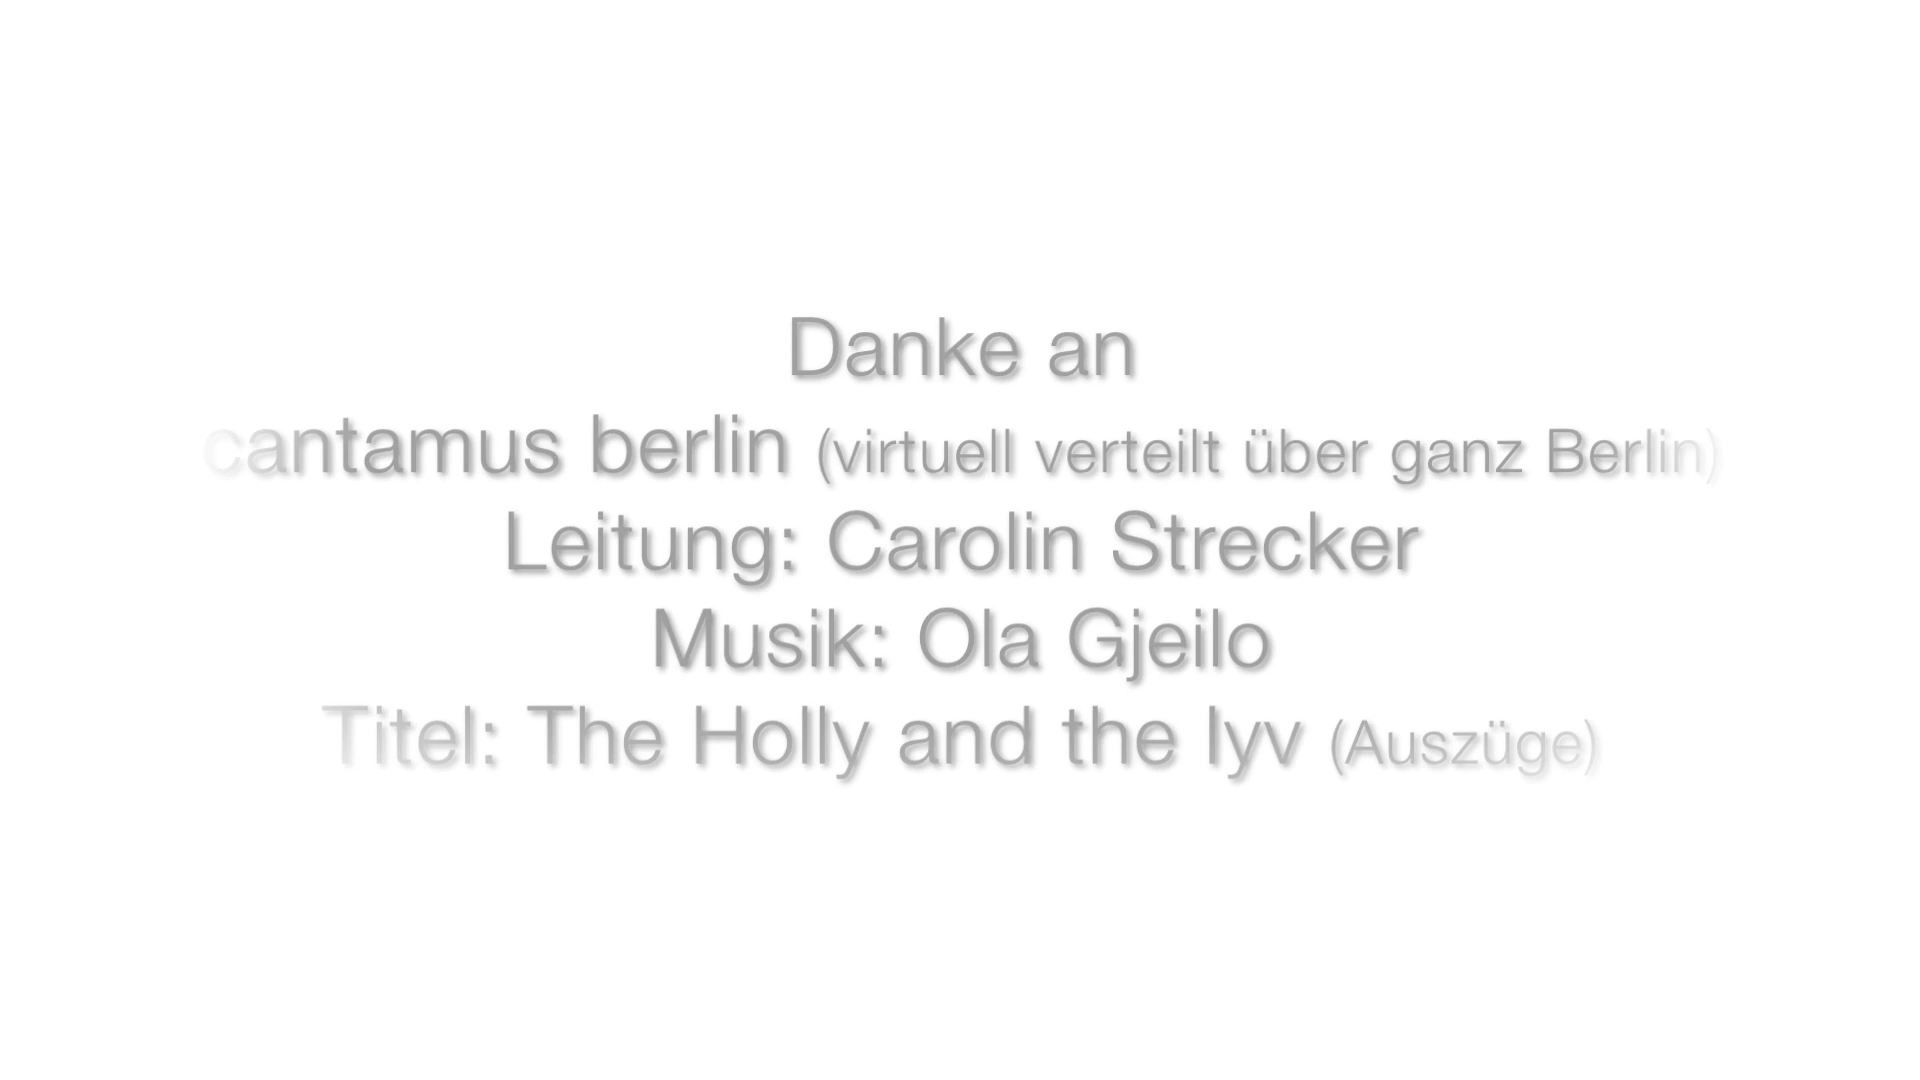 Danke an
cantamus berlin (virtuell verteilt über ganz Berlin)
Leitung: Carolin Strecker
Musik: Ola Gjeilo
Titel: The Holly and the Iyv (Auszüge)